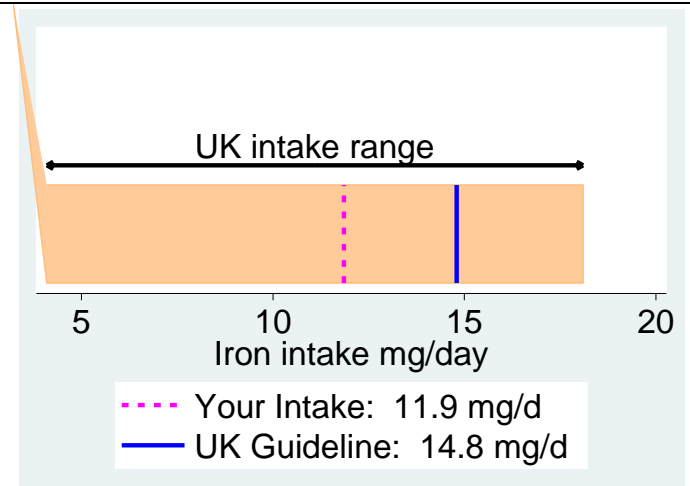 UK intake range
5 10 15 20
Iron intake mg/day
Your Intake: 11.9 mg/d
UK Guideline: 14.8 mg/d